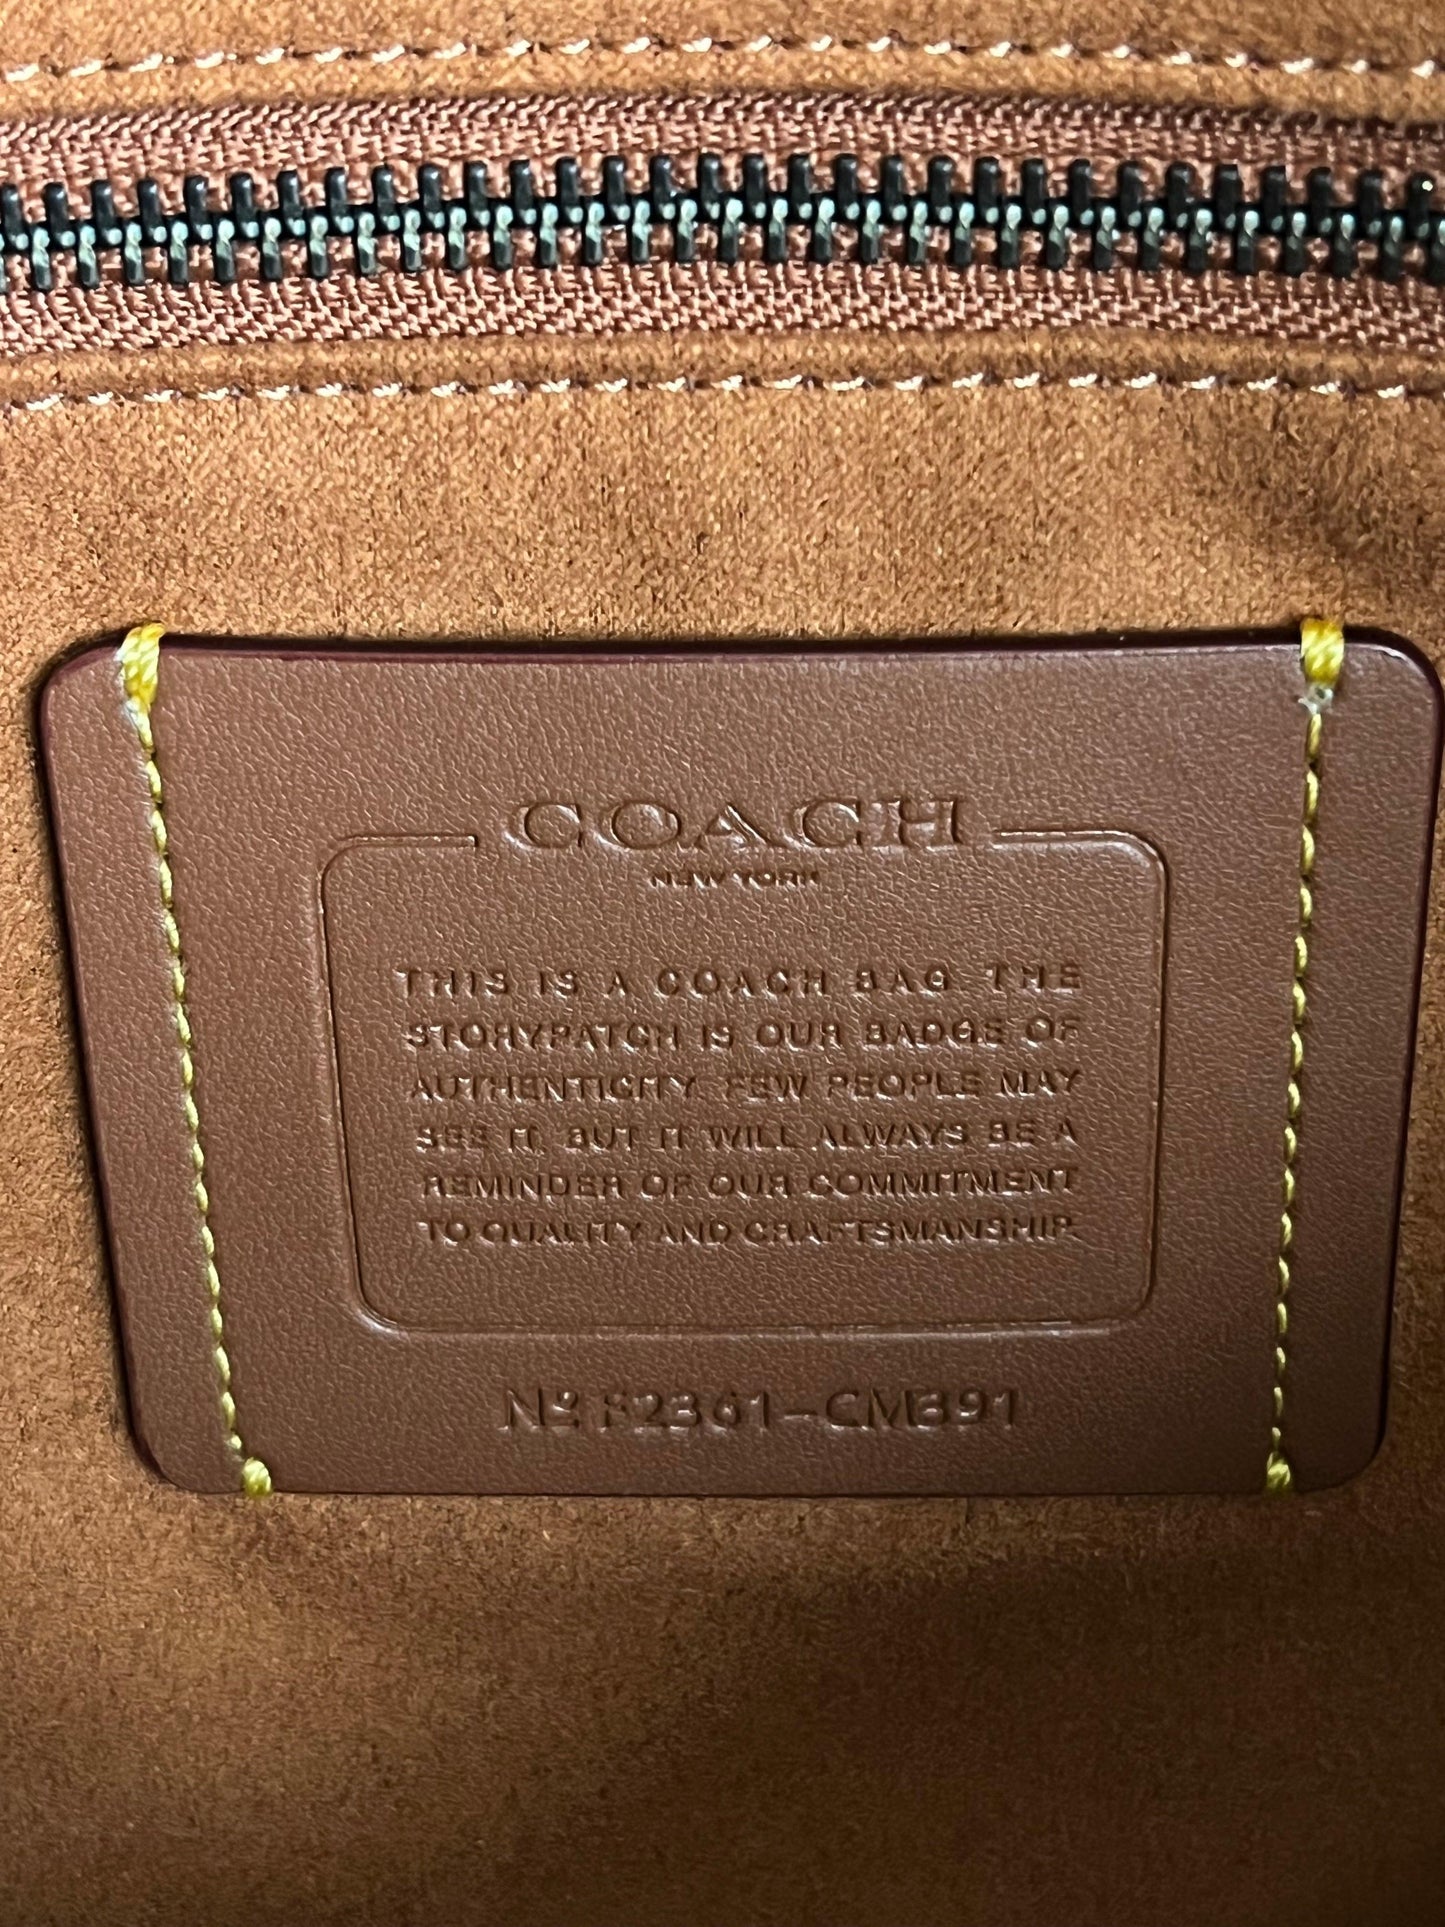 COACH
NEW YORK
THIS IS A COACH BAG. THE
STORYPATCH IS OUR BADGE OF
AUTHENTICITY. FEW PEOPLE MAY
SEE IT, BUT IT WILL ALWAYS BE A
REMINDER OF OUR COMMITMENT
TO QUALITY AND CRAFTSMANSHIP.
Nº F2361-CM391